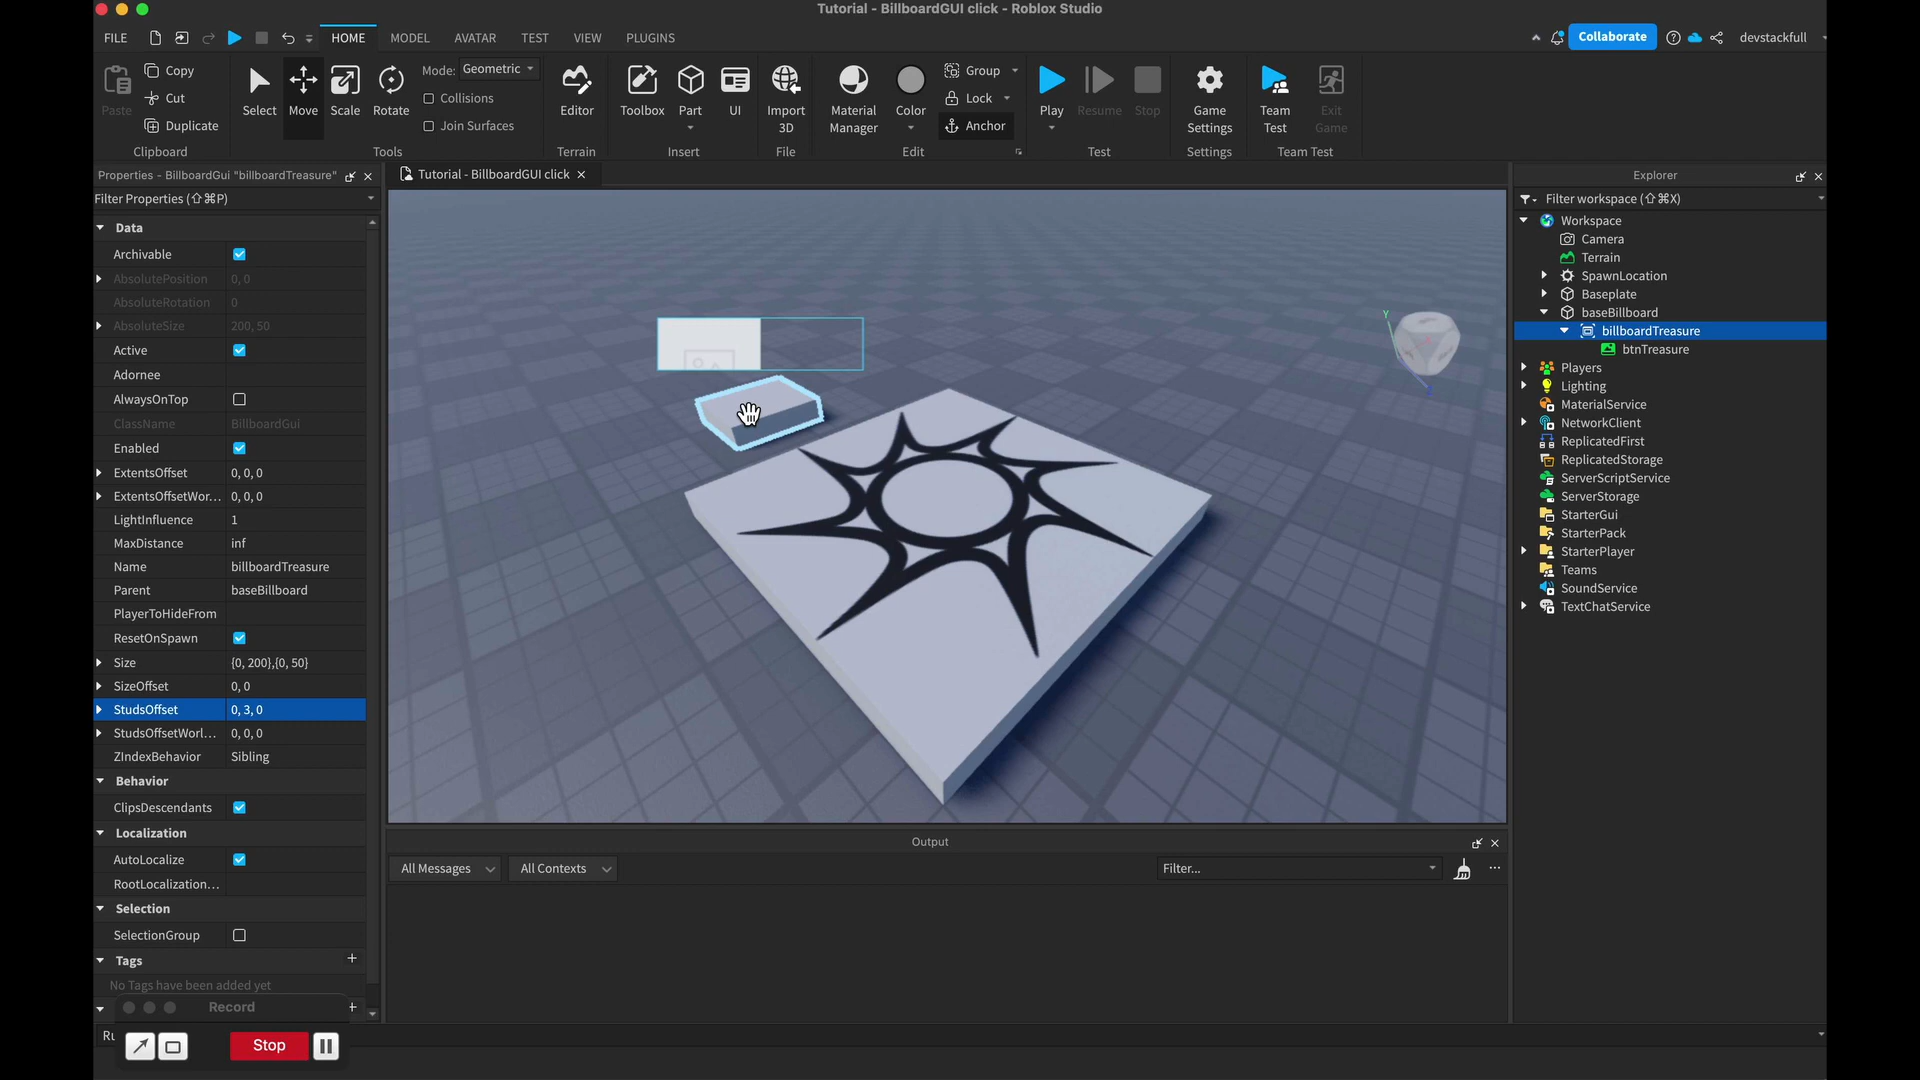 Tutorial - BillboardGUI click - Roblox Studio
FILE HOME MODEL AVATAR TEST VIEW PLUGINS Collaborate devstackfull
Paste Copy Cut Duplicate
Select Move Scale Rotate
Mode: Geometric
Collisions
Join Surfaces
Editor Toolbox Part UI Import 3D
Material Manager Color Group Lock Anchor
Play Resume Stop Game Settings Team Test Exit Game
Clipboard Tools Terrain Insert File Edit Test Settings Team Test
Properties - BillboardGui "billboardTreasure"
Filter Properties (⇧⌘P)
Data
Archivable
AbsolutePosition 0, 0
AbsoluteRotation 0
AbsoluteSize 200, 50
Active
Adornee
AlwaysOnTop
ClassName BillboardGui
Enabled
ExtentsOffset 0, 0, 0
ExtentsOffsetWor... 0, 0, 0
LightInfluence 1
MaxDistance inf
Name billboardTreasure
Parent baseBillboard
PlayerToHideFrom
ResetOnSpawn
Size {0, 200},{0, 50}
SizeOffset 0, 0
StudsOffset 0, 3, 0
StudsOffsetWorl... 0, 0, 0
ZIndexBehavior Sibling
Behavior
ClipsDescendants
Localization
AutoLocalize
RootLocalization...
Selection
SelectionGroup
Tags
No Tags have been added yet
Record
Ru
Stop
Tutorial - BillboardGUI click
Y
Output
All Messages All Contexts Filter...
Explorer
Filter workspace (⇧⌘X)
Workspace
Camera
Terrain
SpawnLocation
Baseplate
baseBillboard
billboardTreasure
btnTreasure
Players
Lighting
MaterialService
NetworkClient
ReplicatedFirst
ReplicatedStorage
ServerScriptService
ServerStorage
StarterGui
StarterPack
StarterPlayer
Teams
SoundService
TextChatService